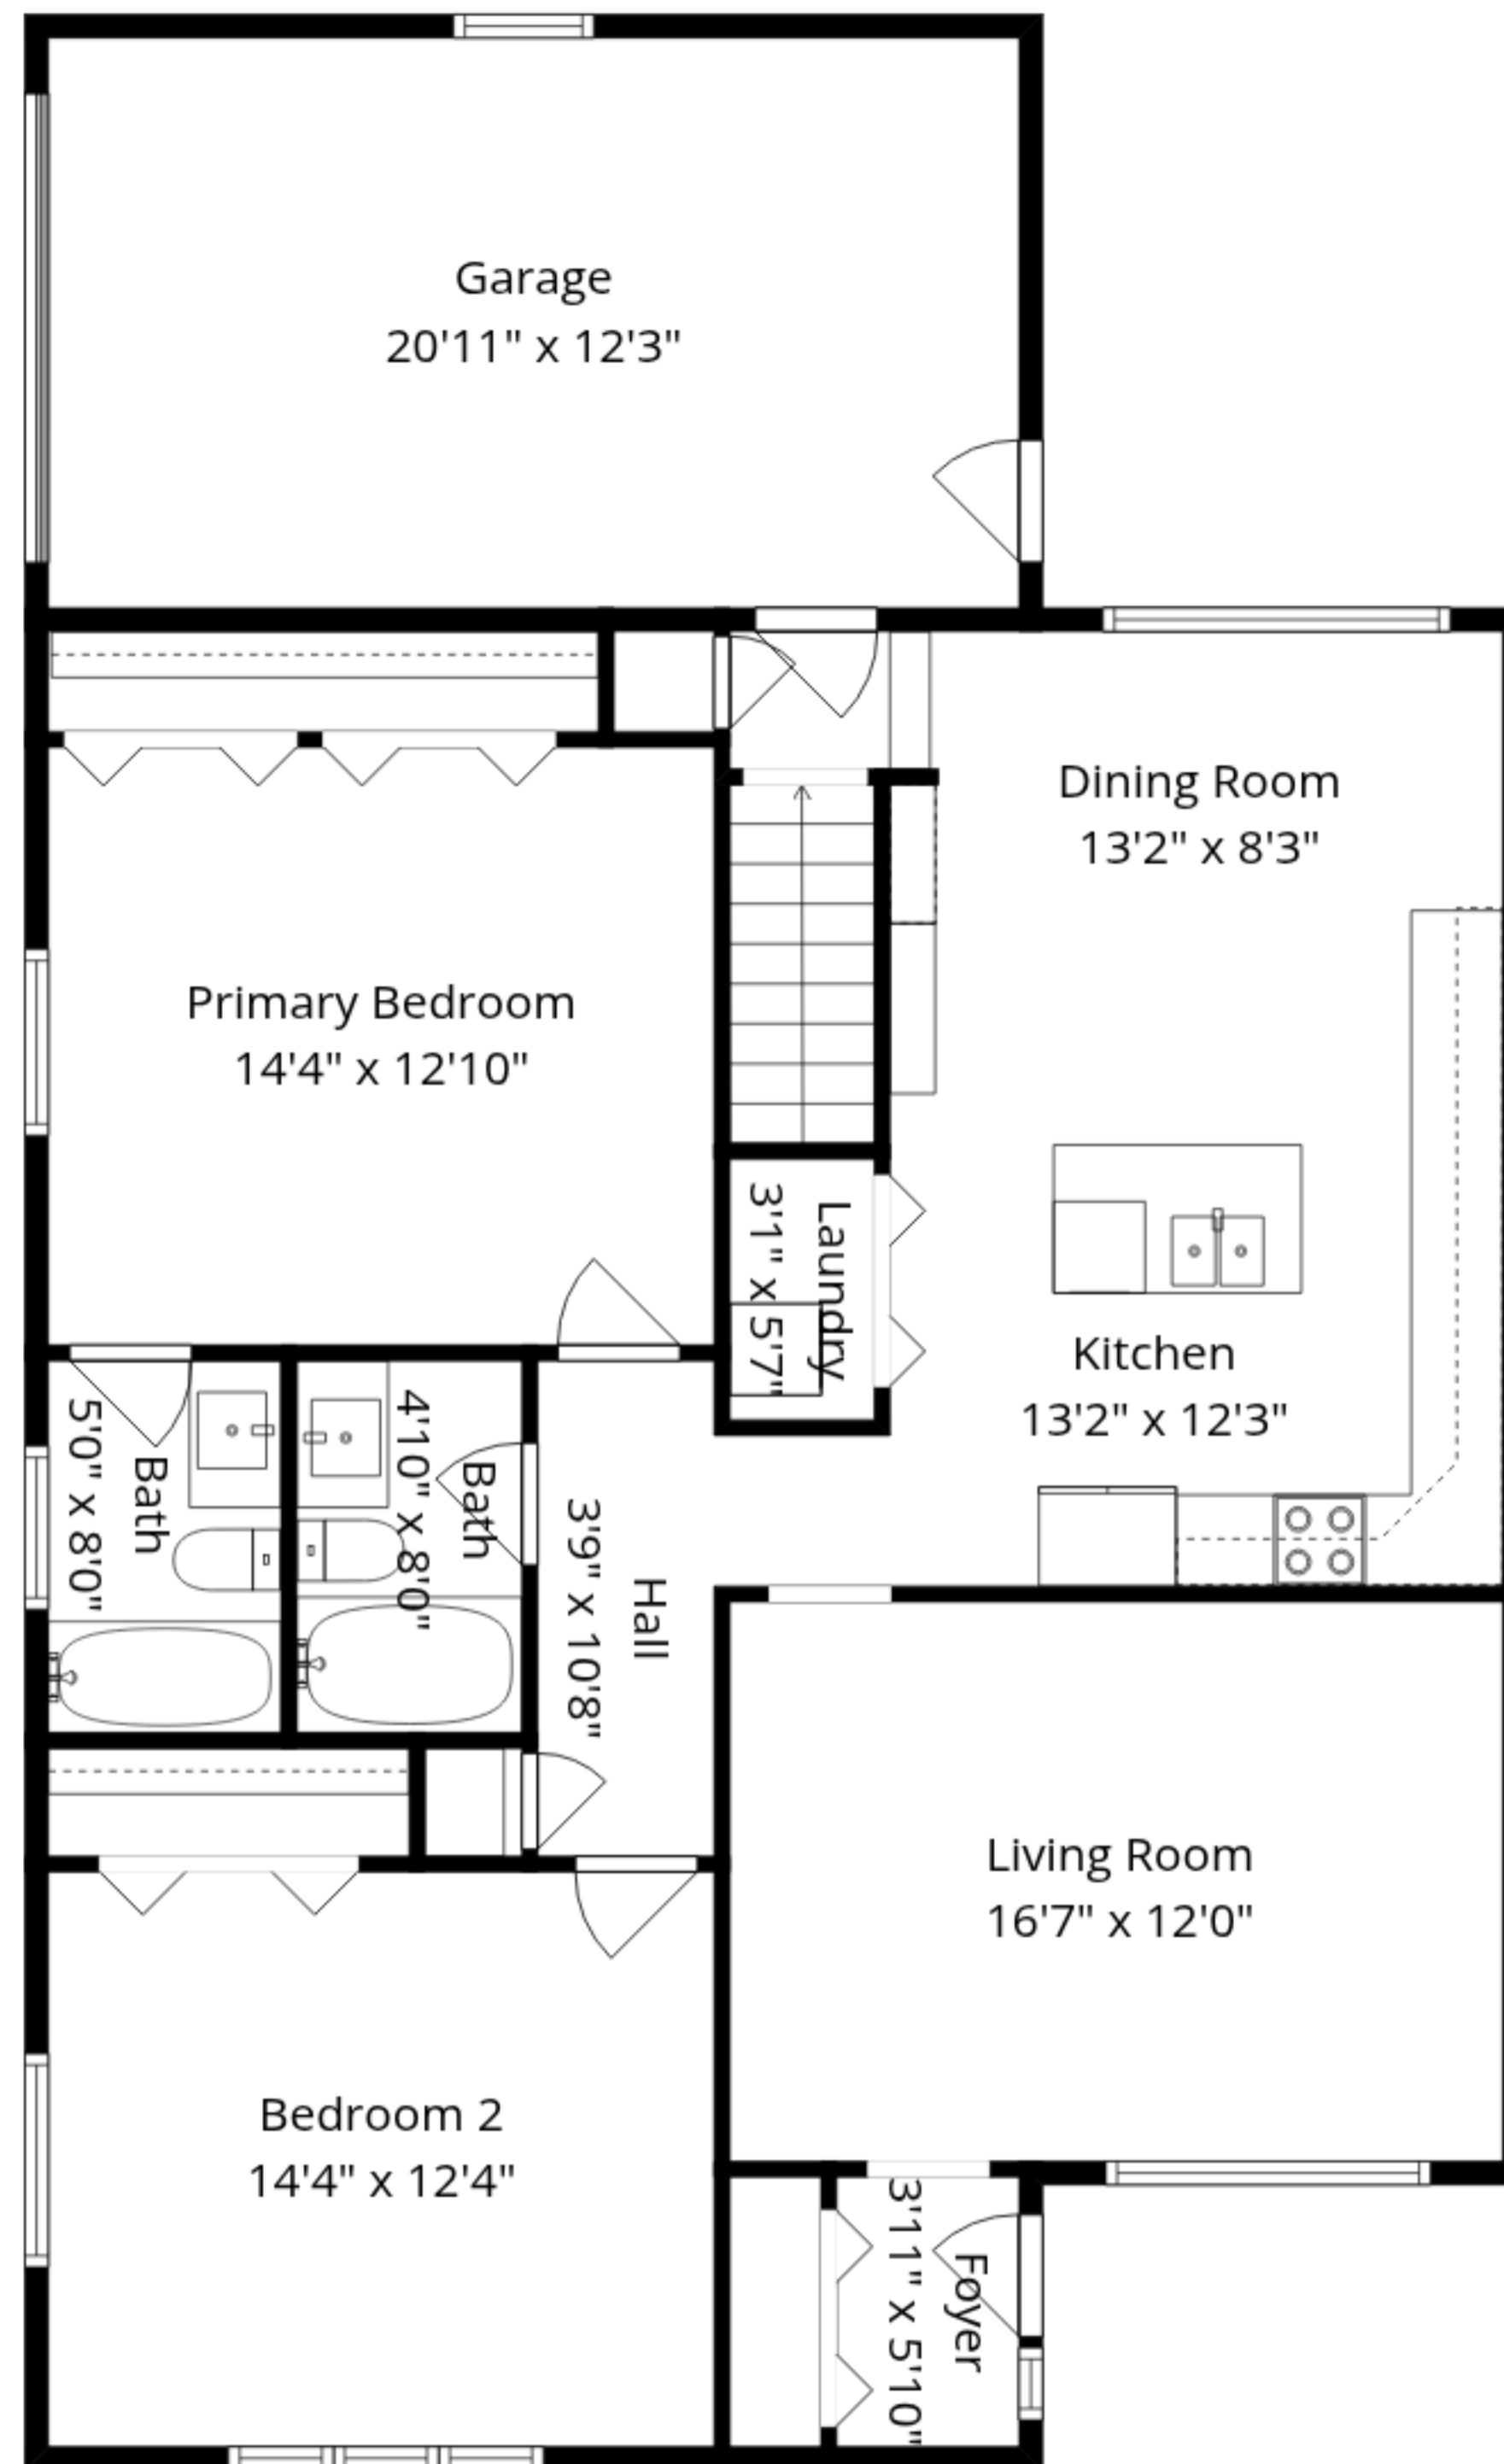 Garage
20'11" x 12'3"
Dining Room
13'2" x 8'3"
Primary Bedroom
14'4" x 12'10"
Laundry
3'1" x 5'7"
Kitchen
13'2" x 12'3"
Bath
5'0" x 8'0"
Bath
4'10" x 8'0"
Hall
3'9" x 10'8"
Living Room
16'7" x 12'0"
Bedroom 2
14'4" x 12'4"
Foyer
3'11" x 5'10"